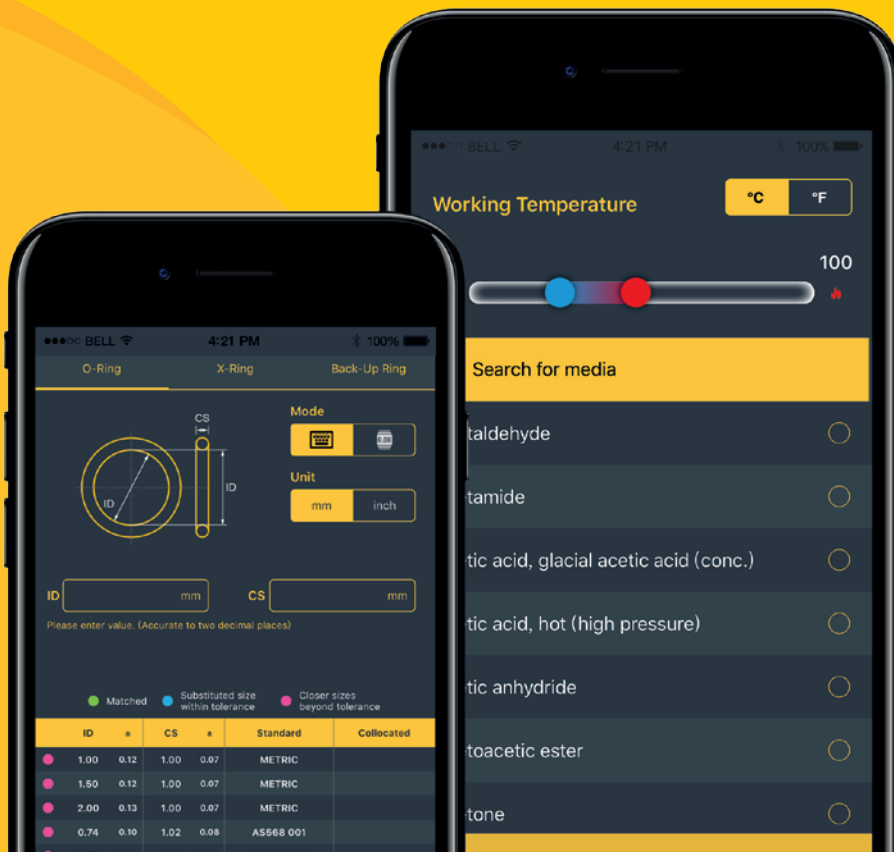 BELL 4:21 PM 100%
Working Temperature °C °F
100
Search for media
taldehyde
tamide
tic acid, glacial acetic acid (conc.)
tic acid, hot (high pressure)
tic anhydride
toacetic ester
tone
BELL 4:21 PM 100%
O-Ring X-Ring Back-Up Ring
CS
ID
ID
Mode
0.08
Unit
mm inch
ID mm CS mm
Please enter value. (Accurate to two decimal places)
Matched Substituted size within tolerance Closer sizes beyond tolerance
ID ± CS ± Standard Collocated
1.00 0.12 1.00 0.07 METRIC
1.50 0.12 1.00 0.07 METRIC
2.00 0.13 1.00 0.07 METRIC
0.74 0.10 1.02 0.08 AS568 001